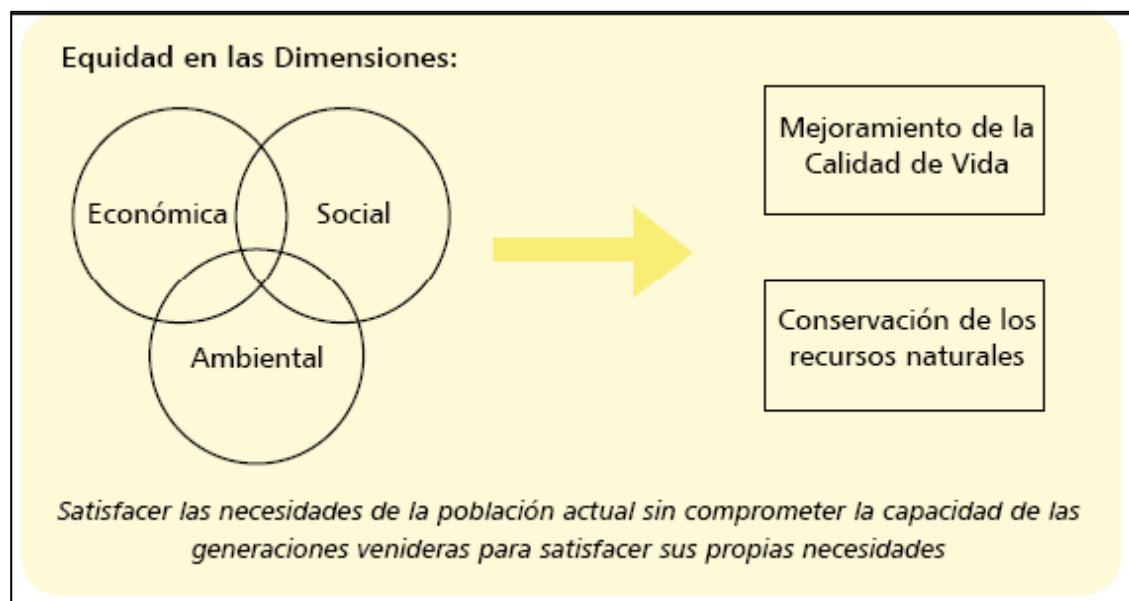 Equidad en las Dimensiones:
Económica
Social
Ambiental
Mejoramiento de la
Calidad de Vida
Conservación de los
recursos naturales
Satisfacer las necesidades de la población actual sin comprometer la capacidad de las
generaciones venideras para satisfacer sus propias necesidades